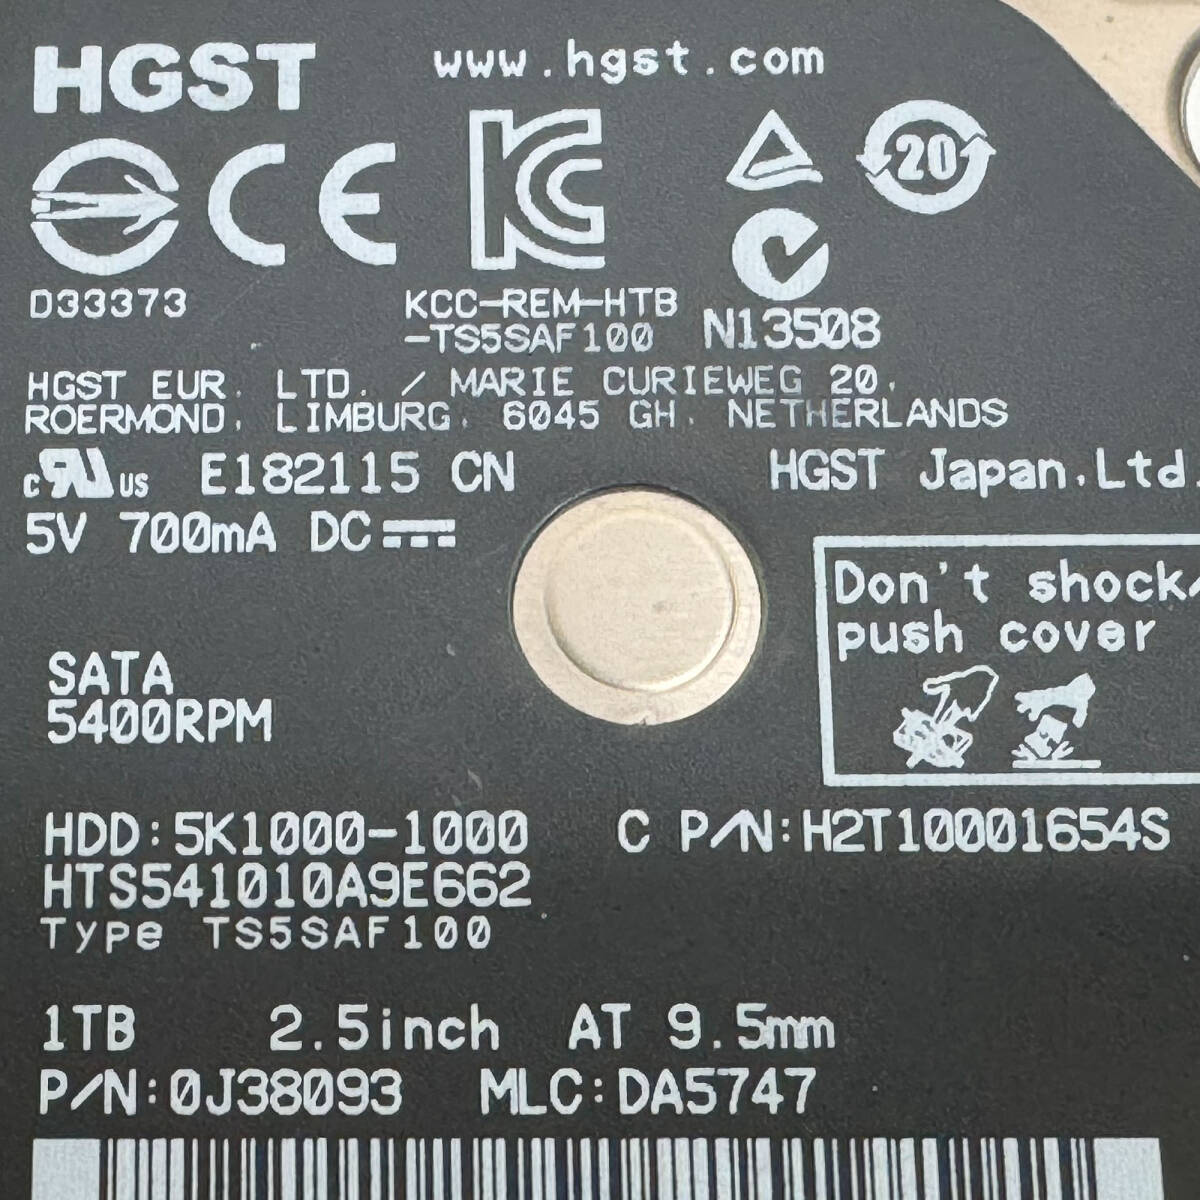 HGST www.hgst.com
20
D33373
KCC-REM-HTB
-TS5SAF100
N13508
HGST EUR. LTD. / MARIE CURIEWEG 20,
ROERMOND, LIMBURG, 6045 GH, NETHERLANDS
c US E182115 CN
HGST Japan,Ltd.
5V 700mA DC
Don't shock/
push cover
SATA
5400RPM
HDD:5K1000-1000 C P/N:H2T10001654S
HTS541010A9E662
Type TS5SAF100
1TB 2.5inch AT 9.5mm
P/N:0J38093 MLC:DA5747